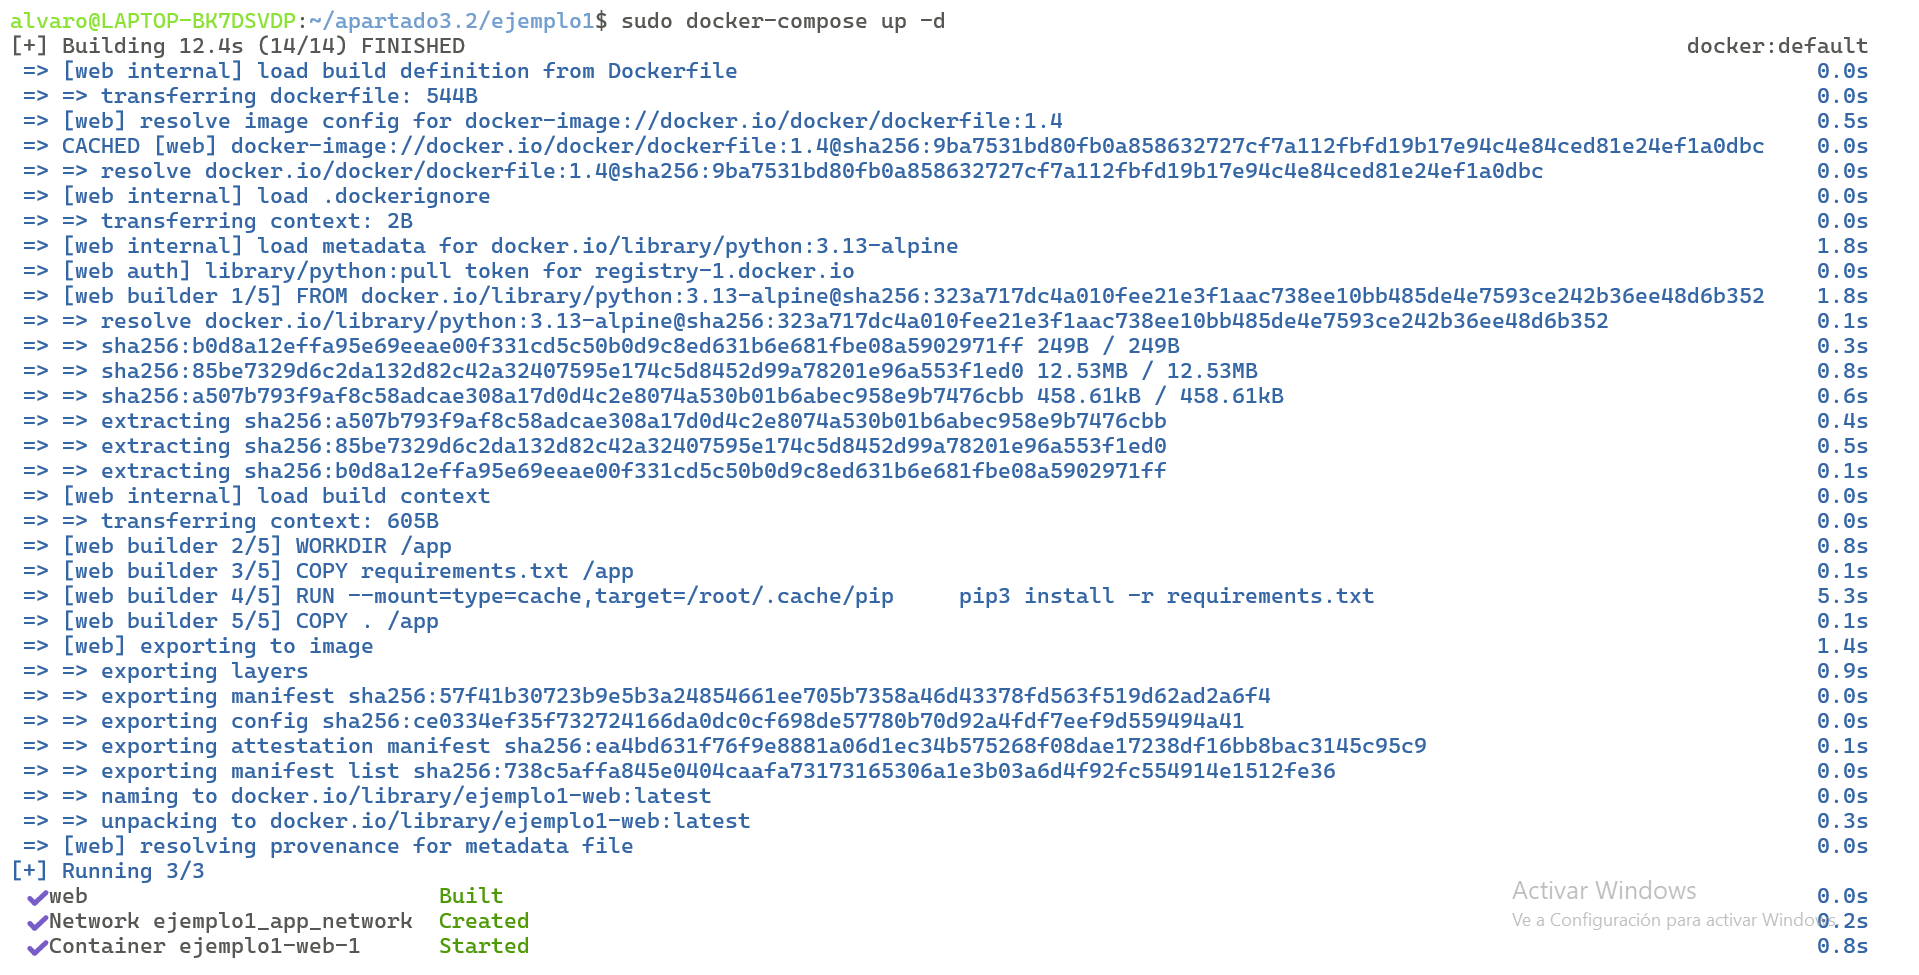 alvaro@LAPTOP-BK7DSVDP:~/apartado3.2/ejemplo1$ sudo docker-compose up -d
[+] Building 12.4s (14/14) FINISHED docker:default
=> [web internal] load build definition from Dockerfile 0.0s
=> => transferring dockerfile: 544B 0.0s
=> [web] resolve image config for docker-image://docker.io/docker/dockerfile:1.4 0.5s
=> CACHED [web] docker-image://docker.io/docker/dockerfile:1.4@sha256:9ba7531bd80fb0a858632727cf7a112fbfd19b17e94c4e84ced81e24ef1a0dbc 0.0s
=> => resolve docker.io/docker/dockerfile:1.4@sha256:9ba7531bd80fb0a858632727cf7a112fbfd19b17e94c4e84ced81e24ef1a0dbc 0.0s
=> [web internal] load .dockerignore 0.0s
=> => transferring context: 2B 0.0s
=> [web internal] load metadata for docker.io/library/python:3.13-alpine 1.8s
=> [web auth] library/python:pull token for registry-1.docker.io 0.0s
=> [web builder 1/5] FROM docker.io/library/python:3.13-alpine@sha256:323a717dc4a010fee21e3f1aac738ee10bb485de4e7593ce242b36ee48d6b352 1.8s
=> => resolve docker.io/library/python:3.13-alpine@sha256:323a717dc4a010fee21e3f1aac738ee10bb485de4e7593ce242b36ee48d6b352 0.1s
=> => sha256:b0d8a12effa95e69eeae00f331cd5c50b0d9c8ed631b6e681fbe08a5902971ff 249B / 249B 0.3s
=> => sha256:85be7329d6c2da132d82c42a32407595e174c5d8452d99a78201e96a553f1ed0 12.53MB / 12.53MB 0.8s
=> => sha256:a507b793f9af8c58adcae308a17d0d4c2e8074a530b01b6abec958e9b7476cbb 458.61kB / 458.61kB 0.6s
=> => extracting sha256:a507b793f9af8c58adcae308a17d0d4c2e8074a530b01b6abec958e9b7476cbb 0.4s
=> => extracting sha256:85be7329d6c2da132d82c42a32407595e174c5d8452d99a78201e96a553f1ed0 0.5s
=> => extracting sha256:b0d8a12effa95e69eeae00f331cd5c50b0d9c8ed631b6e681fbe08a5902971ff 0.1s
=> [web internal] load build context 0.0s
=> => transferring context: 605B 0.0s
=> [web builder 2/5] WORKDIR /app 0.8s
=> [web builder 3/5] COPY requirements.txt /app 0.1s
=> [web builder 4/5] RUN --mount=type=cache,target=/root/.cache/pip     pip3 install -r requirements.txt 5.3s
=> [web builder 5/5] COPY . /app 0.1s
=> [web] exporting to image 1.4s
=> => exporting layers 0.9s
=> => exporting manifest sha256:57f41b30723b9e5b3a24854661ee705b7358a46d43378fd563f519d62ad2a6f4 0.0s
=> => exporting config sha256:ce0334ef35f732724166da0dc0cf698de57780b70d92a4fdf7eef9d559494a41 0.0s
=> => exporting attestation manifest sha256:ea4bd631f76f9e8881a06d1ec34b575268f08dae17238df16bb8bac3145c95c9 0.1s
=> => exporting manifest list sha256:738c5affa845e0404caafa73173165306a1e3b03a6d4f92fc554914e1512fe36 0.0s
=> => naming to docker.io/library/ejemplo1-web:latest 0.0s
=> => unpacking to docker.io/library/ejemplo1-web:latest 0.3s
=> [web] resolving provenance for metadata file 0.0s
[+] Running 3/3
✔web Built 0.0s
✔Network ejemplo1_app_network Created 0.2s
✔Container ejemplo1-web-1 Started 0.8s
Activar Windows
Ve a Configuración para activar Windows.